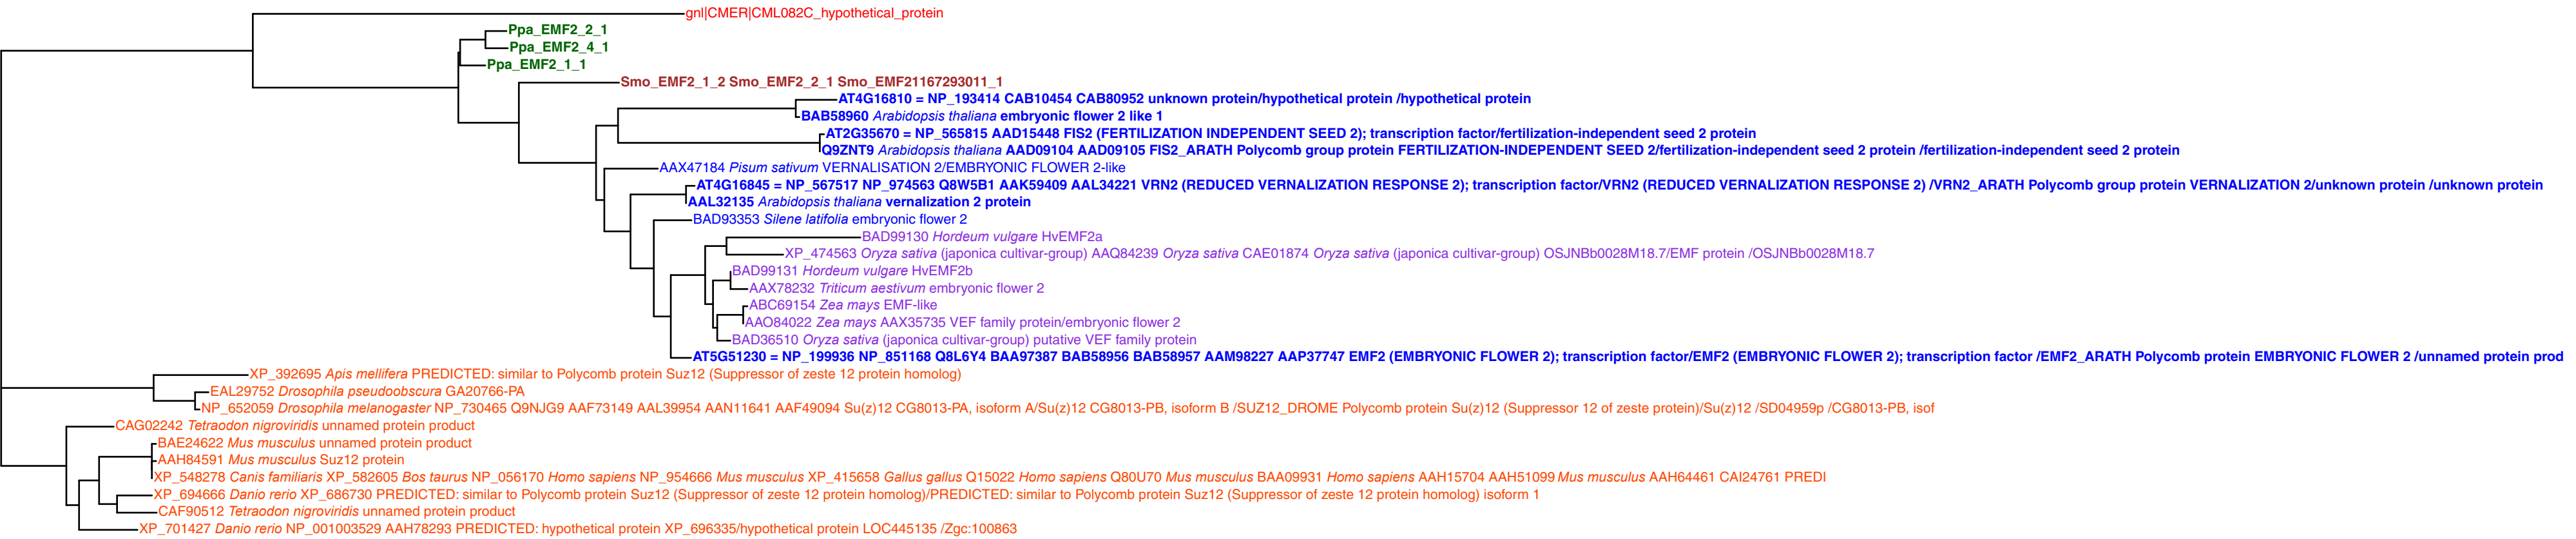 gnl|CMER|CML082C_hypothetical_protein
Ppa_EMF2_2_1
Ppa_EMF2_4_1
Ppa_EMF2_1_1
Smo_EMF2_1_2 Smo_EMF2_2_1 Smo_EMF21167293011_1
AT4G16810 = NP_193414 CAB10454 CAB80952 unknown protein/hypothetical protein /hypothetical protein
BAB58960 Arabidopsis thaliana embryonic flower 2 like 1
AT2G35670 = NP_565815 AAD15448 FIS2 (FERTILIZATION INDEPENDENT SEED 2); transcription factor/fertilization-independent seed 2 protein
Q9ZNT9 Arabidopsis thaliana AAD09104 AAD09105 FIS2_ARATH Polycomb group protein FERTILIZATION-INDEPENDENT SEED 2/fertilization-independent seed 2 protein /fertilization-independent seed 2 protein
AAX47184 Pisum sativum VERNALISATION 2/EMBRYONIC FLOWER 2-like
AT4G16845 = NP_567517 NP_974563 Q8W5B1 AAK59409 AAL34221 VRN2 (REDUCED VERNALIZATION RESPONSE 2); transcription factor/VRN2 (REDUCED VERNALIZATION RESPONSE 2) /VRN2_ARATH Polycomb group protein VERNALIZATION 2/unknown protein /unknown protein
AAL32135 Arabidopsis thaliana vernalization 2 protein
BAD93353 Silene latifolia embryonic flower 2
BAD99130 Hordeum vulgare HvEMF2a
XP_474563 Oryza sativa (japonica cultivar-group) AAQ84239 Oryza sativa CAE01874 Oryza sativa (japonica cultivar-group) OSJNBb0028M18.7/EMF protein /OSJNBb0028M18.7
BAD99131 Hordeum vulgare HvEMF2b
AAX78232 Triticum aestivum embryonic flower 2
ABC69154 Zea mays EMF-like
AAO84022 Zea mays AAX35735 VEF family protein/embryonic flower 2
BAD36510 Oryza sativa (japonica cultivar-group) putative VEF family protein
AT5G51230 = NP_199936 NP_851168 Q8L6Y4 BAA97387 BAB58956 BAB58957 AAM98227 AAP37747 EMF2 (EMBRYONIC FLOWER 2); transcription factor/EMF2 (EMBRYONIC FLOWER 2); transcription factor /EMF2_ARATH Polycomb protein EMBRYONIC FLOWER 2 /unnamed protein prod
XP_392695 Apis mellifera PREDICTED: similar to Polycomb protein Suz12 (Suppressor of zeste 12 protein homolog)
EAL29752 Drosophila pseudoobscura GA20766-PA
NP_652059 Drosophila melanogaster NP_730465 Q9NJG9 AAF73149 AAL39954 AAN11641 AAF49094 Su(z)12 CG8013-PA, isoform A/Su(z)12 CG8013-PB, isoform B /SUZ12_DROME Polycomb protein Su(z)12 (Suppressor 12 of zeste protein)/Su(z)12 /SD04959p /CG8013-PB, isof
CAG02242 Tetraodon nigroviridis unnamed protein product
BAE24622 Mus musculus unnamed protein product
AAH84591 Mus musculus Suz12 protein
XP_548278 Canis familiaris XP_582605 Bos taurus NP_056170 Homo sapiens NP_954666 Mus musculus XP_415658 Gallus gallus Q15022 Homo sapiens Q80U70 Mus musculus BAA09931 Homo sapiens AAH15704 AAH51099 Mus musculus AAH64461 CAI24761 PREDI
XP_694666 Danio rerio XP_686730 PREDICTED: similar to Polycomb protein Suz12 (Suppressor of zeste 12 protein homolog)/PREDICTED: similar to Polycomb protein Suz12 (Suppressor of zeste 12 protein homolog) isoform 1
CAF90512 Tetraodon nigroviridis unnamed protein product
XP_701427 Danio rerio NP_001003529 AAH78293 PREDICTED: hypothetical protein XP_696335/hypothetical protein LOC445135 /Zgc:100863